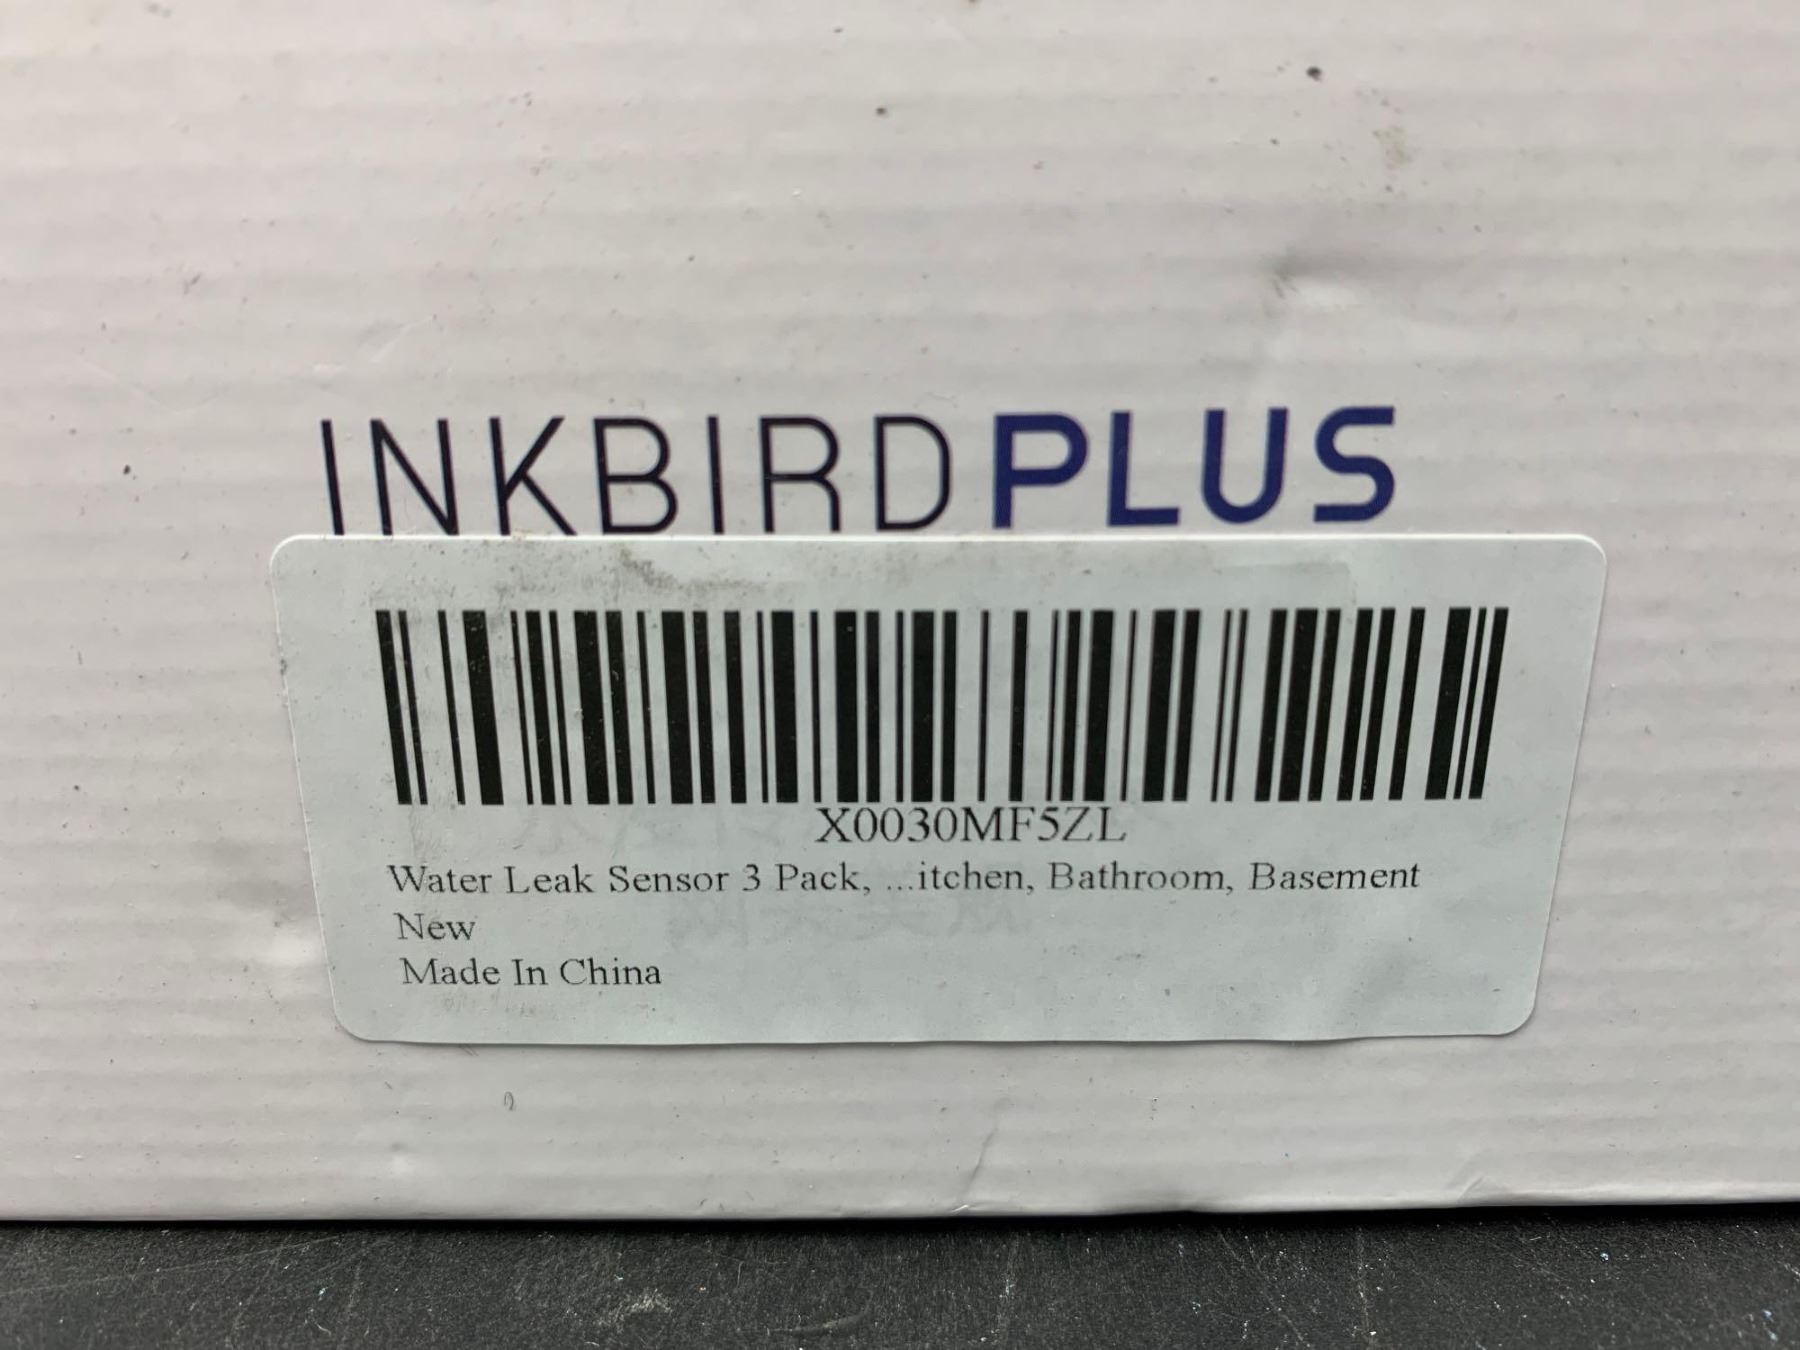 INKBIRDPLUS
X0030MF5ZL
Water Leak Sensor 3 Pack, ...itchen, Bathroom, Basement
New
Made In China